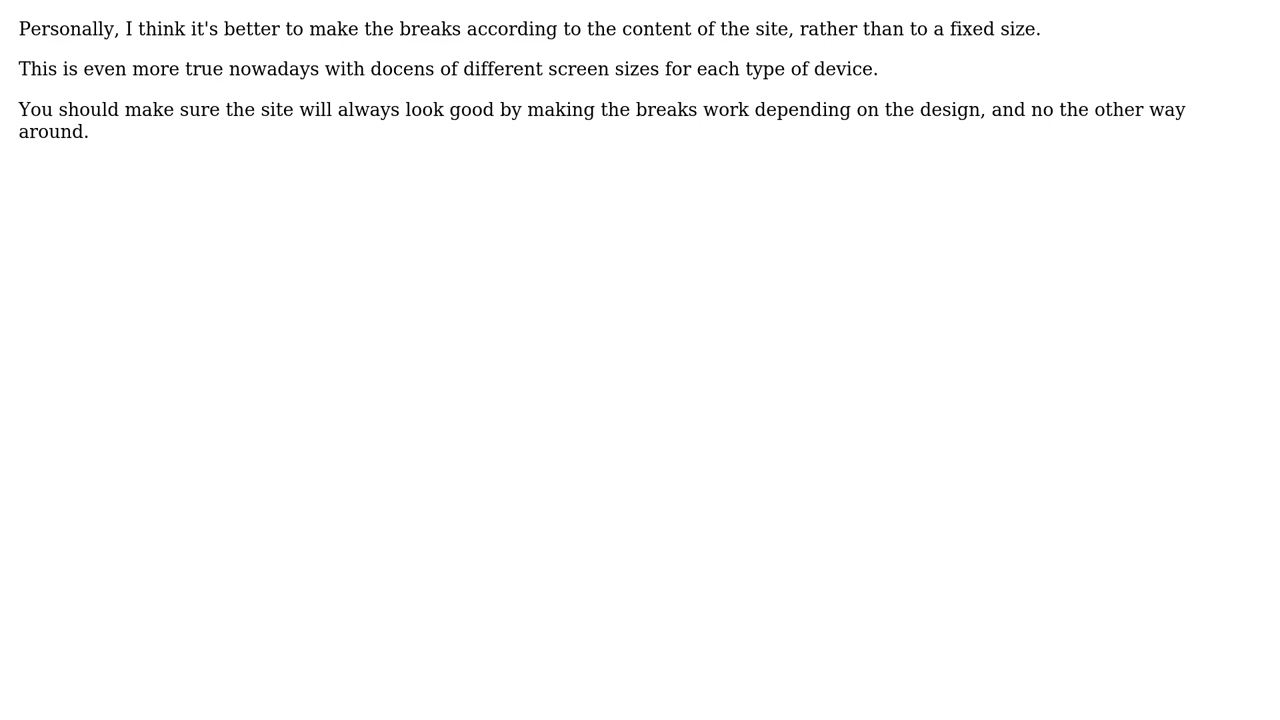 Personally, I think it's better to make the breaks according to the content of the site, rather than to a fixed size.
This is even more true nowadays with docens of different screen sizes for each type of device.
You should make sure the site will always look good by making the breaks work depending on the design, and no the other way
around.